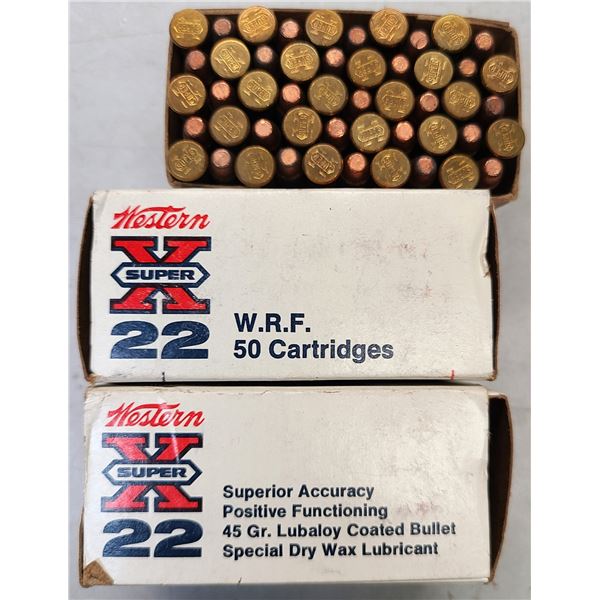 Western
SUPER
X
22
W.R.F.
50 Cartridges
Western
SUPER
X
22
Superior Accuracy
Positive Functioning
45 Gr. Lubaloy Coated Bullet
Special Dry Wax Lubricant